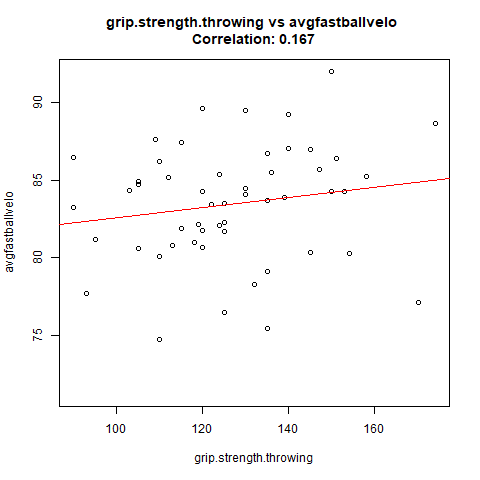 grip.strength.throwing vs avgfastballvelo
Correlation: 0.167
90
85
80
75
avgfastballvelo
100
120
140
160
grip.strength.throwing